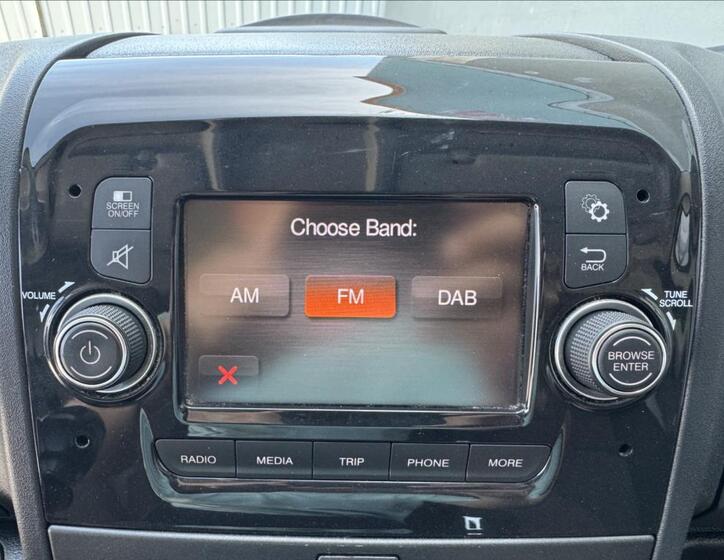 SCREEN
ON/OFF
VOLUME
Choose Band:
AM FM DAB
BACK
TUNE
SCROLL
BROWSE
ENTER
RADIO MEDIA TRIP PHONE MORE